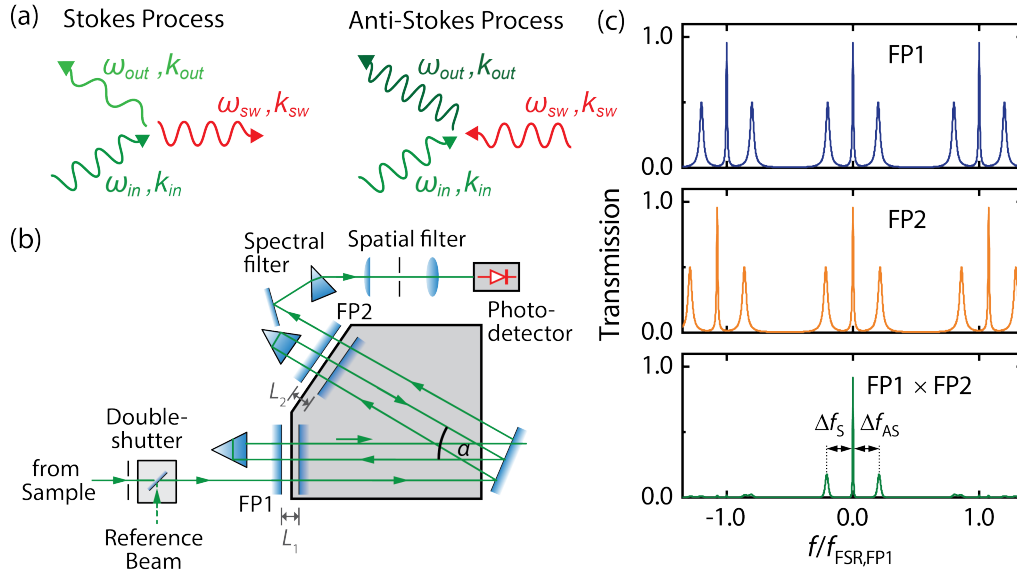 (a)
Stokes Process
Anti-Stokes Process
ω_out , k_out
ω_sw , k_sw
ω_in , k_in
ω_out , k_out
ω_sw , k_sw
ω_in , k_in
(b)
Spectral
filter
Spatial filter
Photo-
detector
FP2
L_2
α
Double-
shutter
from
Sample
FP1
L_1
Reference
Beam
(c)
Transmission
1.0
FP1
0.0
1.0
FP2
0.0
1.0
FP1 × FP2
Δf_S
Δf_AS
0.0
-1.0
0.0
1.0
f/f_FSR,FP1